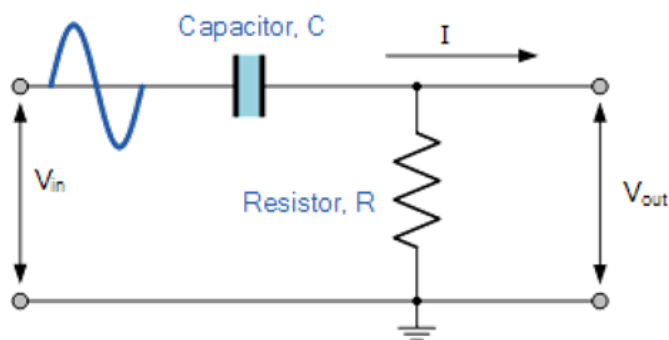 Capacitor, C
I
Vin
Resistor, R
Vout